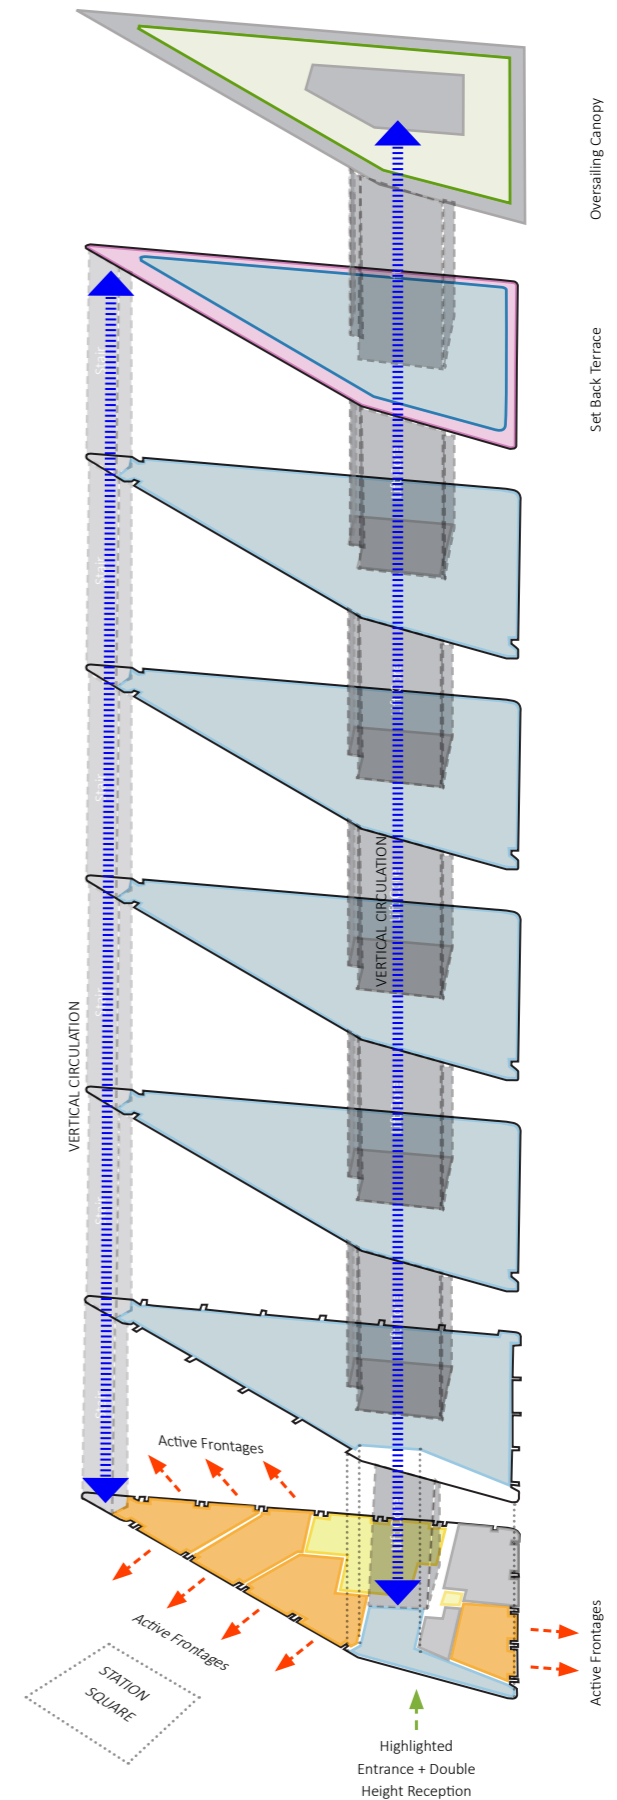 Oversailing Canopy
Set Back Terrace
VERTICAL CIRCULATION
VERTICAL CIRCULATION
Active Frontages
Active Frontages
Active Frontages
STATION
SQUARE
Highlighted
Entrance + Double
Height Reception